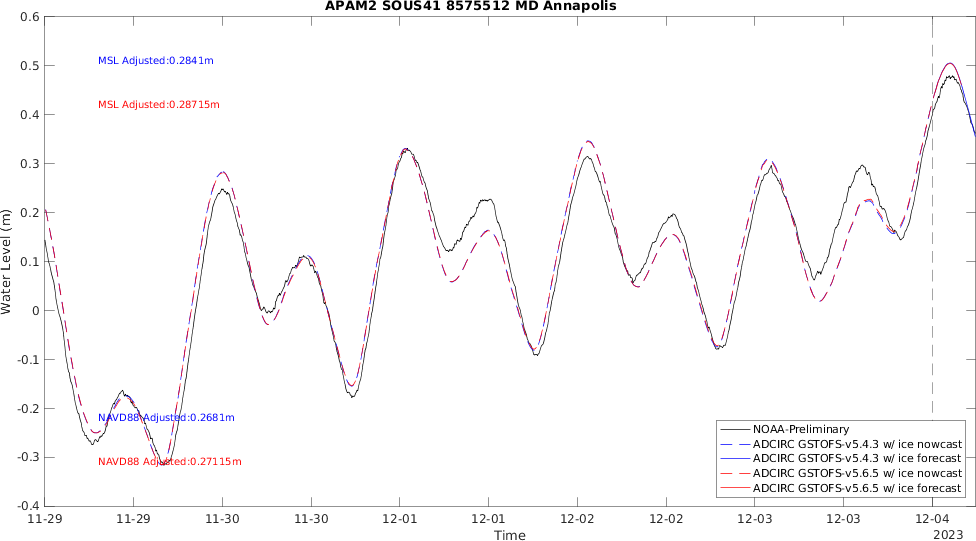 APAM2 SOUS41 8575512 MD Annapolis
0.6
0.5
0.4
0.3
0.2
0.1
0
-0.1
-0.2
-0.3
-0.4
Water Level (m)
MSL Adjusted:0.2841m
MSL Adjusted:0.28715m
NAVD88 Adjusted:0.2681m
NAVD88 Adjusted:0.27115m
NOAA-Preliminary
ADCIRC GSTOFS-v5.4.3 w/ ice nowcast
ADCIRC GSTOFS-v5.4.3 w/ ice forecast
ADCIRC GSTOFS-v5.6.5 w/ ice nowcast
ADCIRC GSTOFS-v5.6.5 w/ ice forecast
11-29 11-29 11-30 11-30 12-01 12-01 12-02 12-02 12-03 12-03 12-04
Time
2023